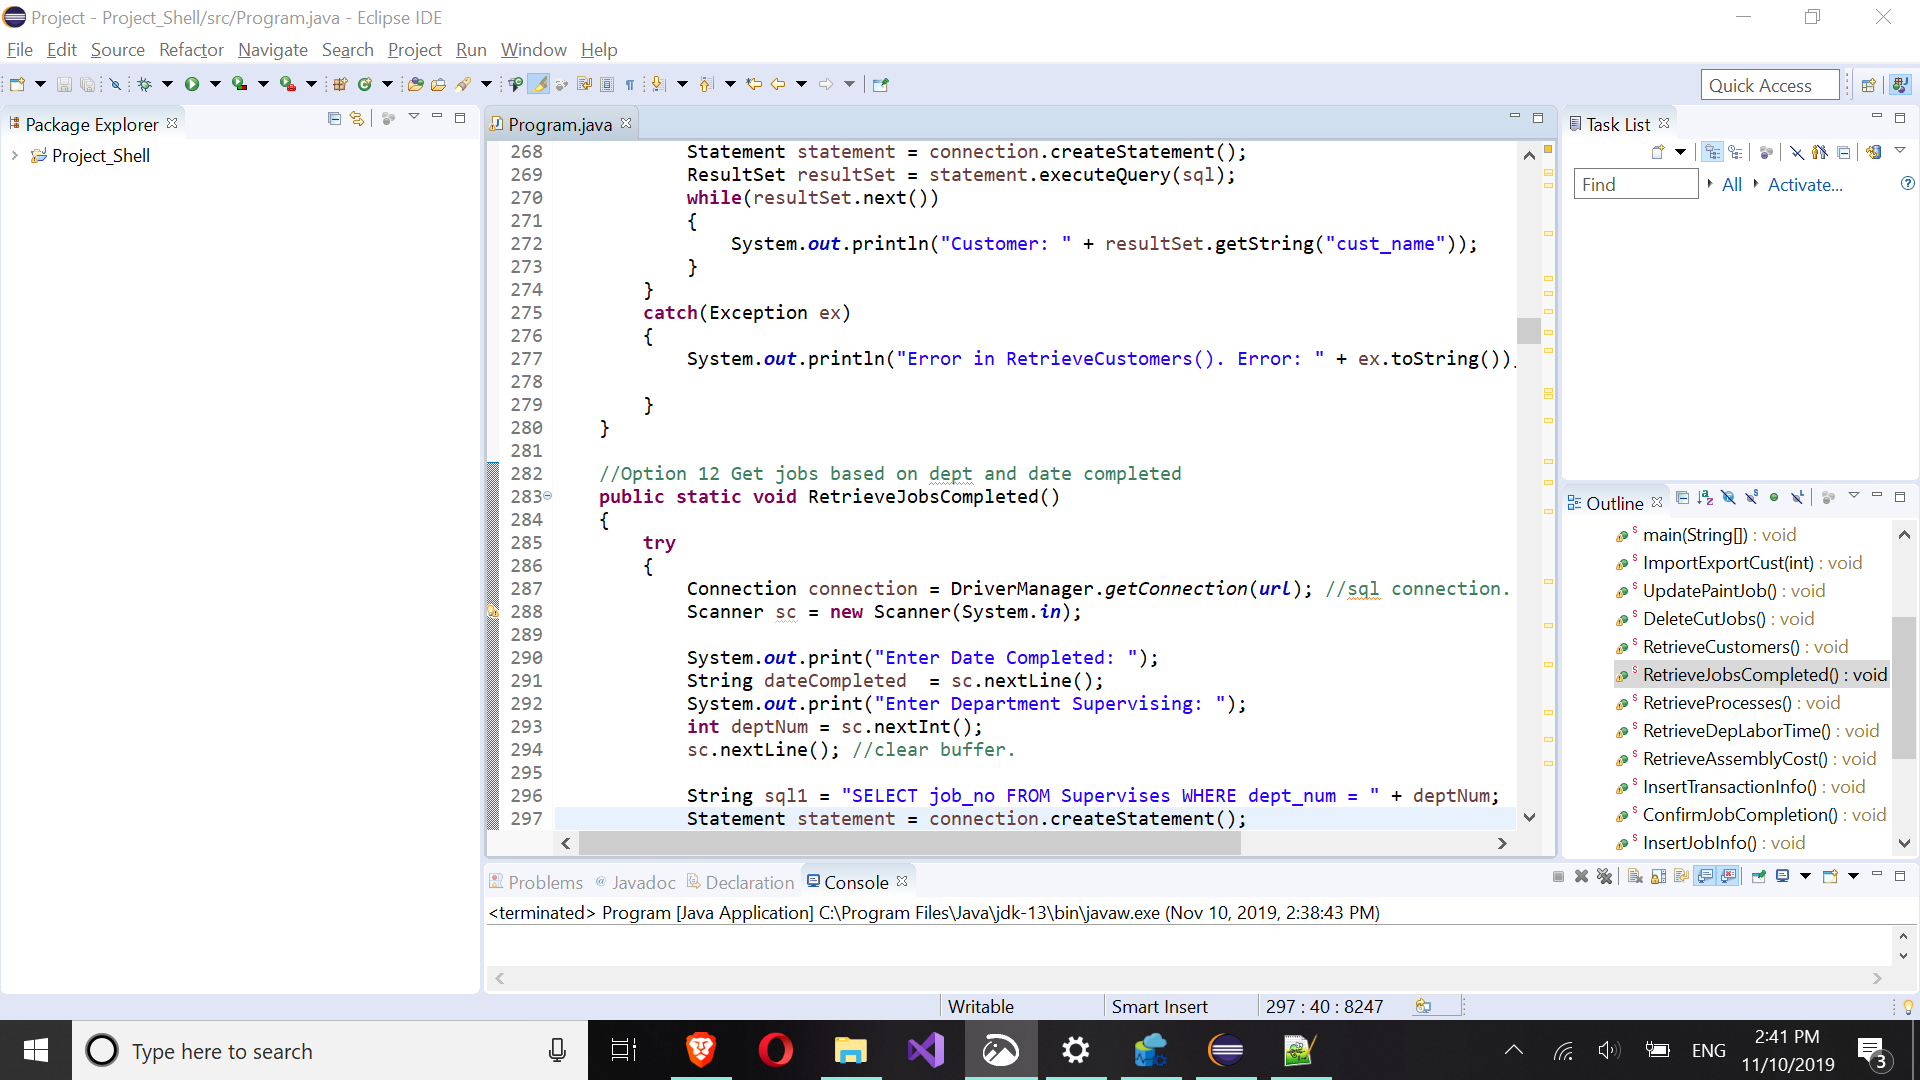 Project - Project_Shell/src/Program.java - Eclipse IDE
File Edit Source Refactor Navigate Search Project Run Window Help
Quick Access
Package Explorer
Project_Shell
Program.java
268 Statement statement = connection.createStatement();
269 ResultSet resultSet = statement.executeQuery(sql);
270 while(resultSet.next())
271 {
272 System.out.println("Customer: " + resultSet.getString("cust_name"));
273 }
274 }
275 catch(Exception ex)
276 {
277 System.out.println("Error in RetrieveCustomers(). Error: " + ex.toString())
278
279 }
280 }
281
282 //Option 12 Get jobs based on dept and date completed
283 public static void RetrieveJobsCompleted()
284 {
285 try
286 {
287 Connection connection = DriverManager.getConnection(url); //sql connection.
288 Scanner sc = new Scanner(System.in);
289
290 System.out.print("Enter Date Completed: ");
291 String dateCompleted  = sc.nextLine();
292 System.out.print("Enter Department Supervising: ");
293 int deptNum = sc.nextInt();
294 sc.nextLine(); //clear buffer.
295
296 String sql1 = "SELECT job_no FROM Supervises WHERE dept_num = " + deptNum;
297 Statement statement = connection.createStatement();
Task List
Find All Activate...
Outline
main(String[]) : void
ImportExportCust(int) : void
UpdatePaintJob() : void
DeleteCutJobs() : void
RetrieveCustomers() : void
RetrieveJobsCompleted() : void
RetrieveProcesses() : void
RetrieveDepLaborTime() : void
RetrieveAssemblyCost() : void
InsertTransactionInfo() : void
ConfirmJobCompletion() : void
InsertJobInfo() : void
Problems @ Javadoc Declaration Console
<terminated> Program [Java Application] C:\Program Files\Java\jdk-13\bin\javaw.exe (Nov 10, 2019, 2:38:43 PM)
Writable Smart Insert 297 : 40 : 8247
Type here to search
ENG
2:41 PM
11/10/2019
3